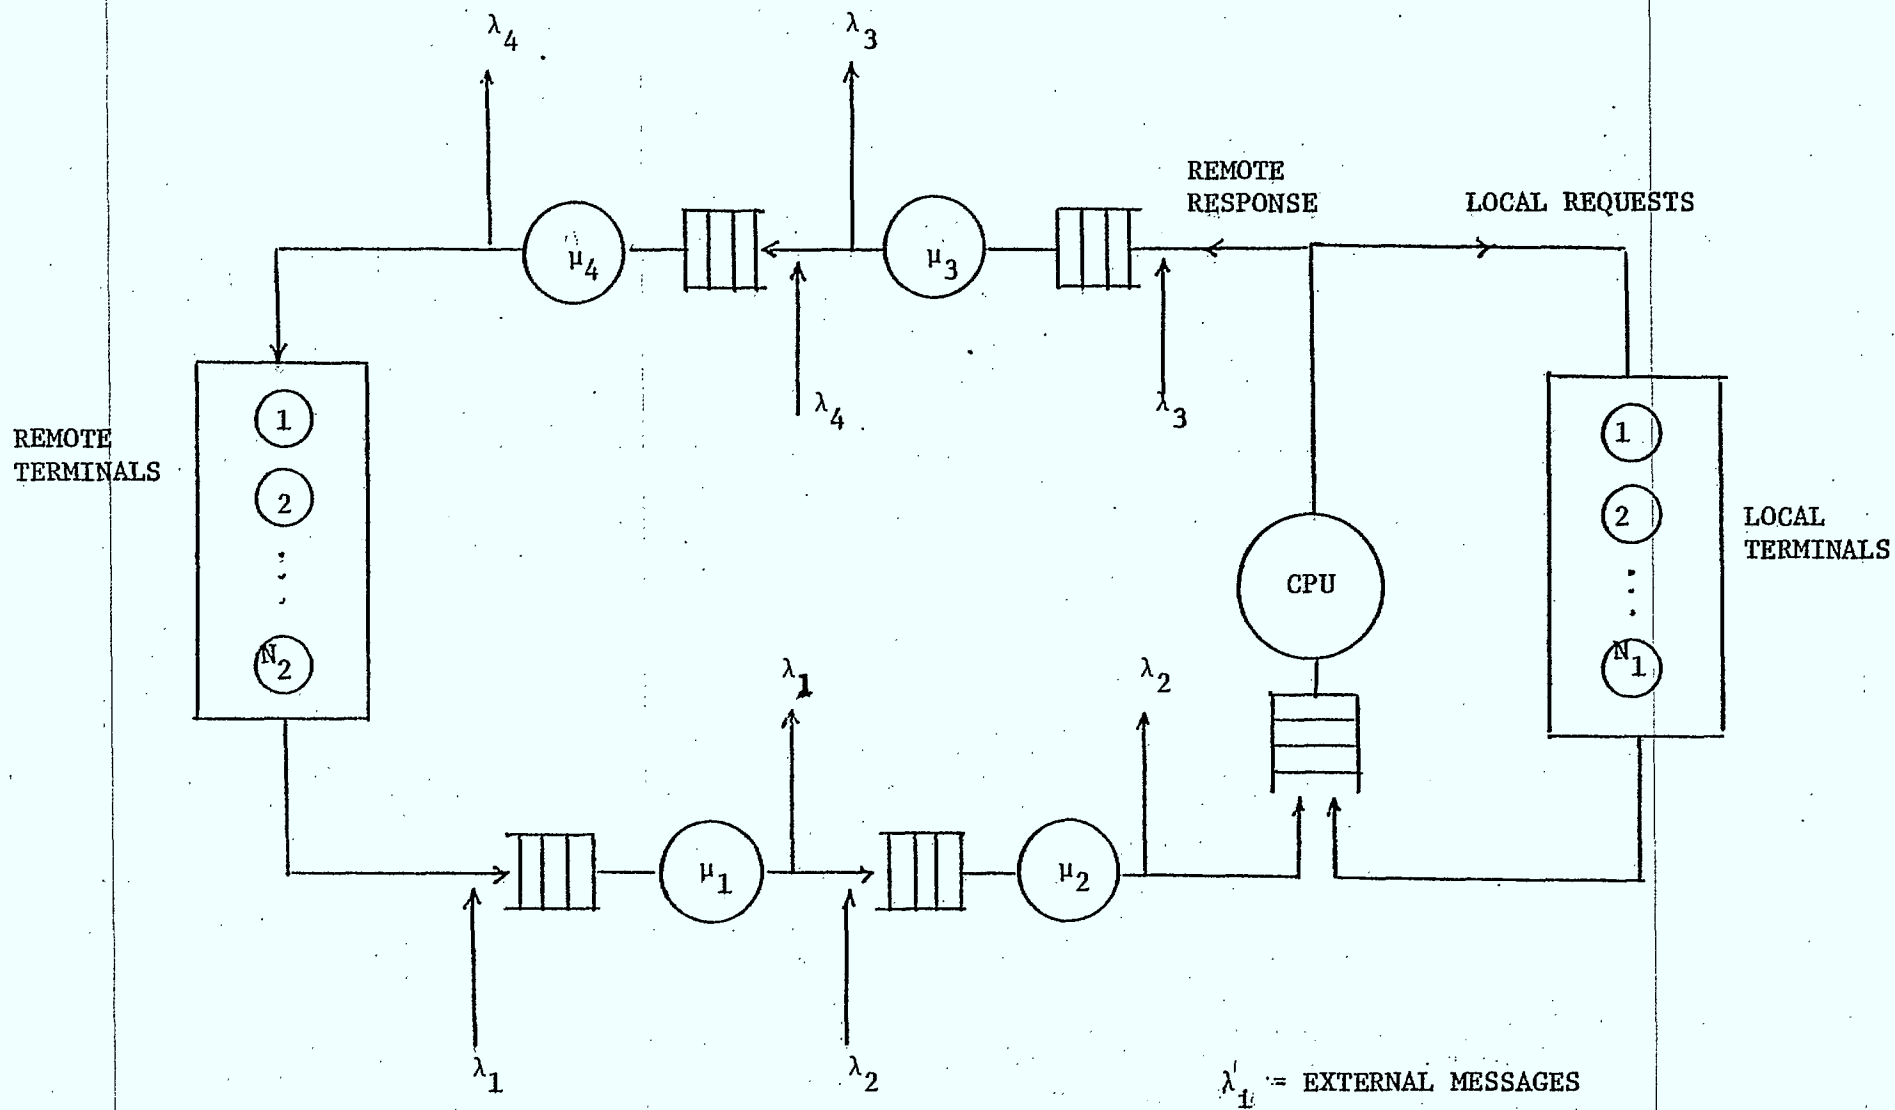 λ4
λ3
REMOTE
RESPONSE
LOCAL REQUESTS
μ4
μ3
λ4
λ3
REMOTE
TERMINALS
1
2
N2
CPU
1
2
N1
LOCAL
TERMINALS
λ1
λ2
μ1
μ2
λ1
λ2
λ'i = EXTERNAL MESSAGES